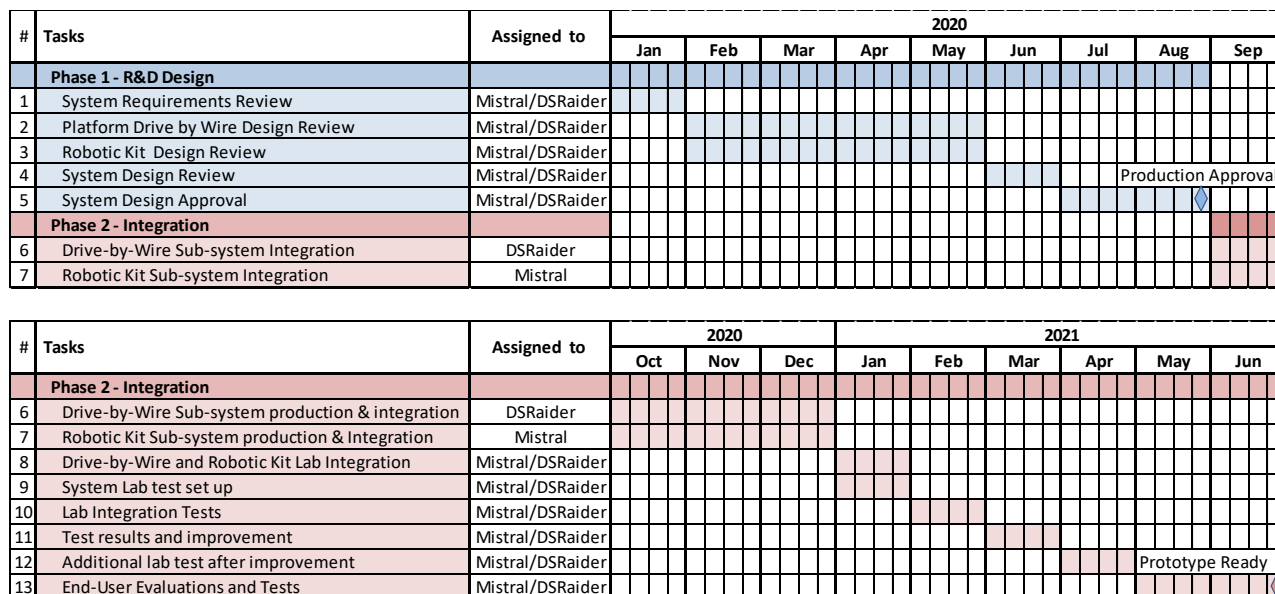 # Tasks Assigned to 2020
Jan Feb Mar Apr May Jun Jul Aug Sep
Phase 1 - R&D Design
1 System Requirements Review Mistral/DSRaider
2 Platform Drive by Wire Design Review Mistral/DSRaider
3 Robotic Kit Design Review Mistral/DSRaider
4 System Design Review Mistral/DSRaider Production Approval
5 System Design Approval Mistral/DSRaider
Phase 2 - Integration
6 Drive-by-Wire Sub-system Integration DSRaider
7 Robotic Kit Sub-system Integration Mistral
# Tasks Assigned to 2020 2021
Oct Nov Dec Jan Feb Mar Apr May Jun
Phase 2 - Integration
6 Drive-by-Wire Sub-system production & integration DSRaider
7 Robotic Kit Sub-system production & Integration Mistral
8 Drive-by-Wire and Robotic Kit Lab Integration Mistral/DSRaider
9 System Lab test set up Mistral/DSRaider
10 Lab Integration Tests Mistral/DSRaider
11 Test results and improvement Mistral/DSRaider
12 Additional lab test after improvement Mistral/DSRaider Prototype Ready
13 End-User Evaluations and Tests Mistral/DSRaider